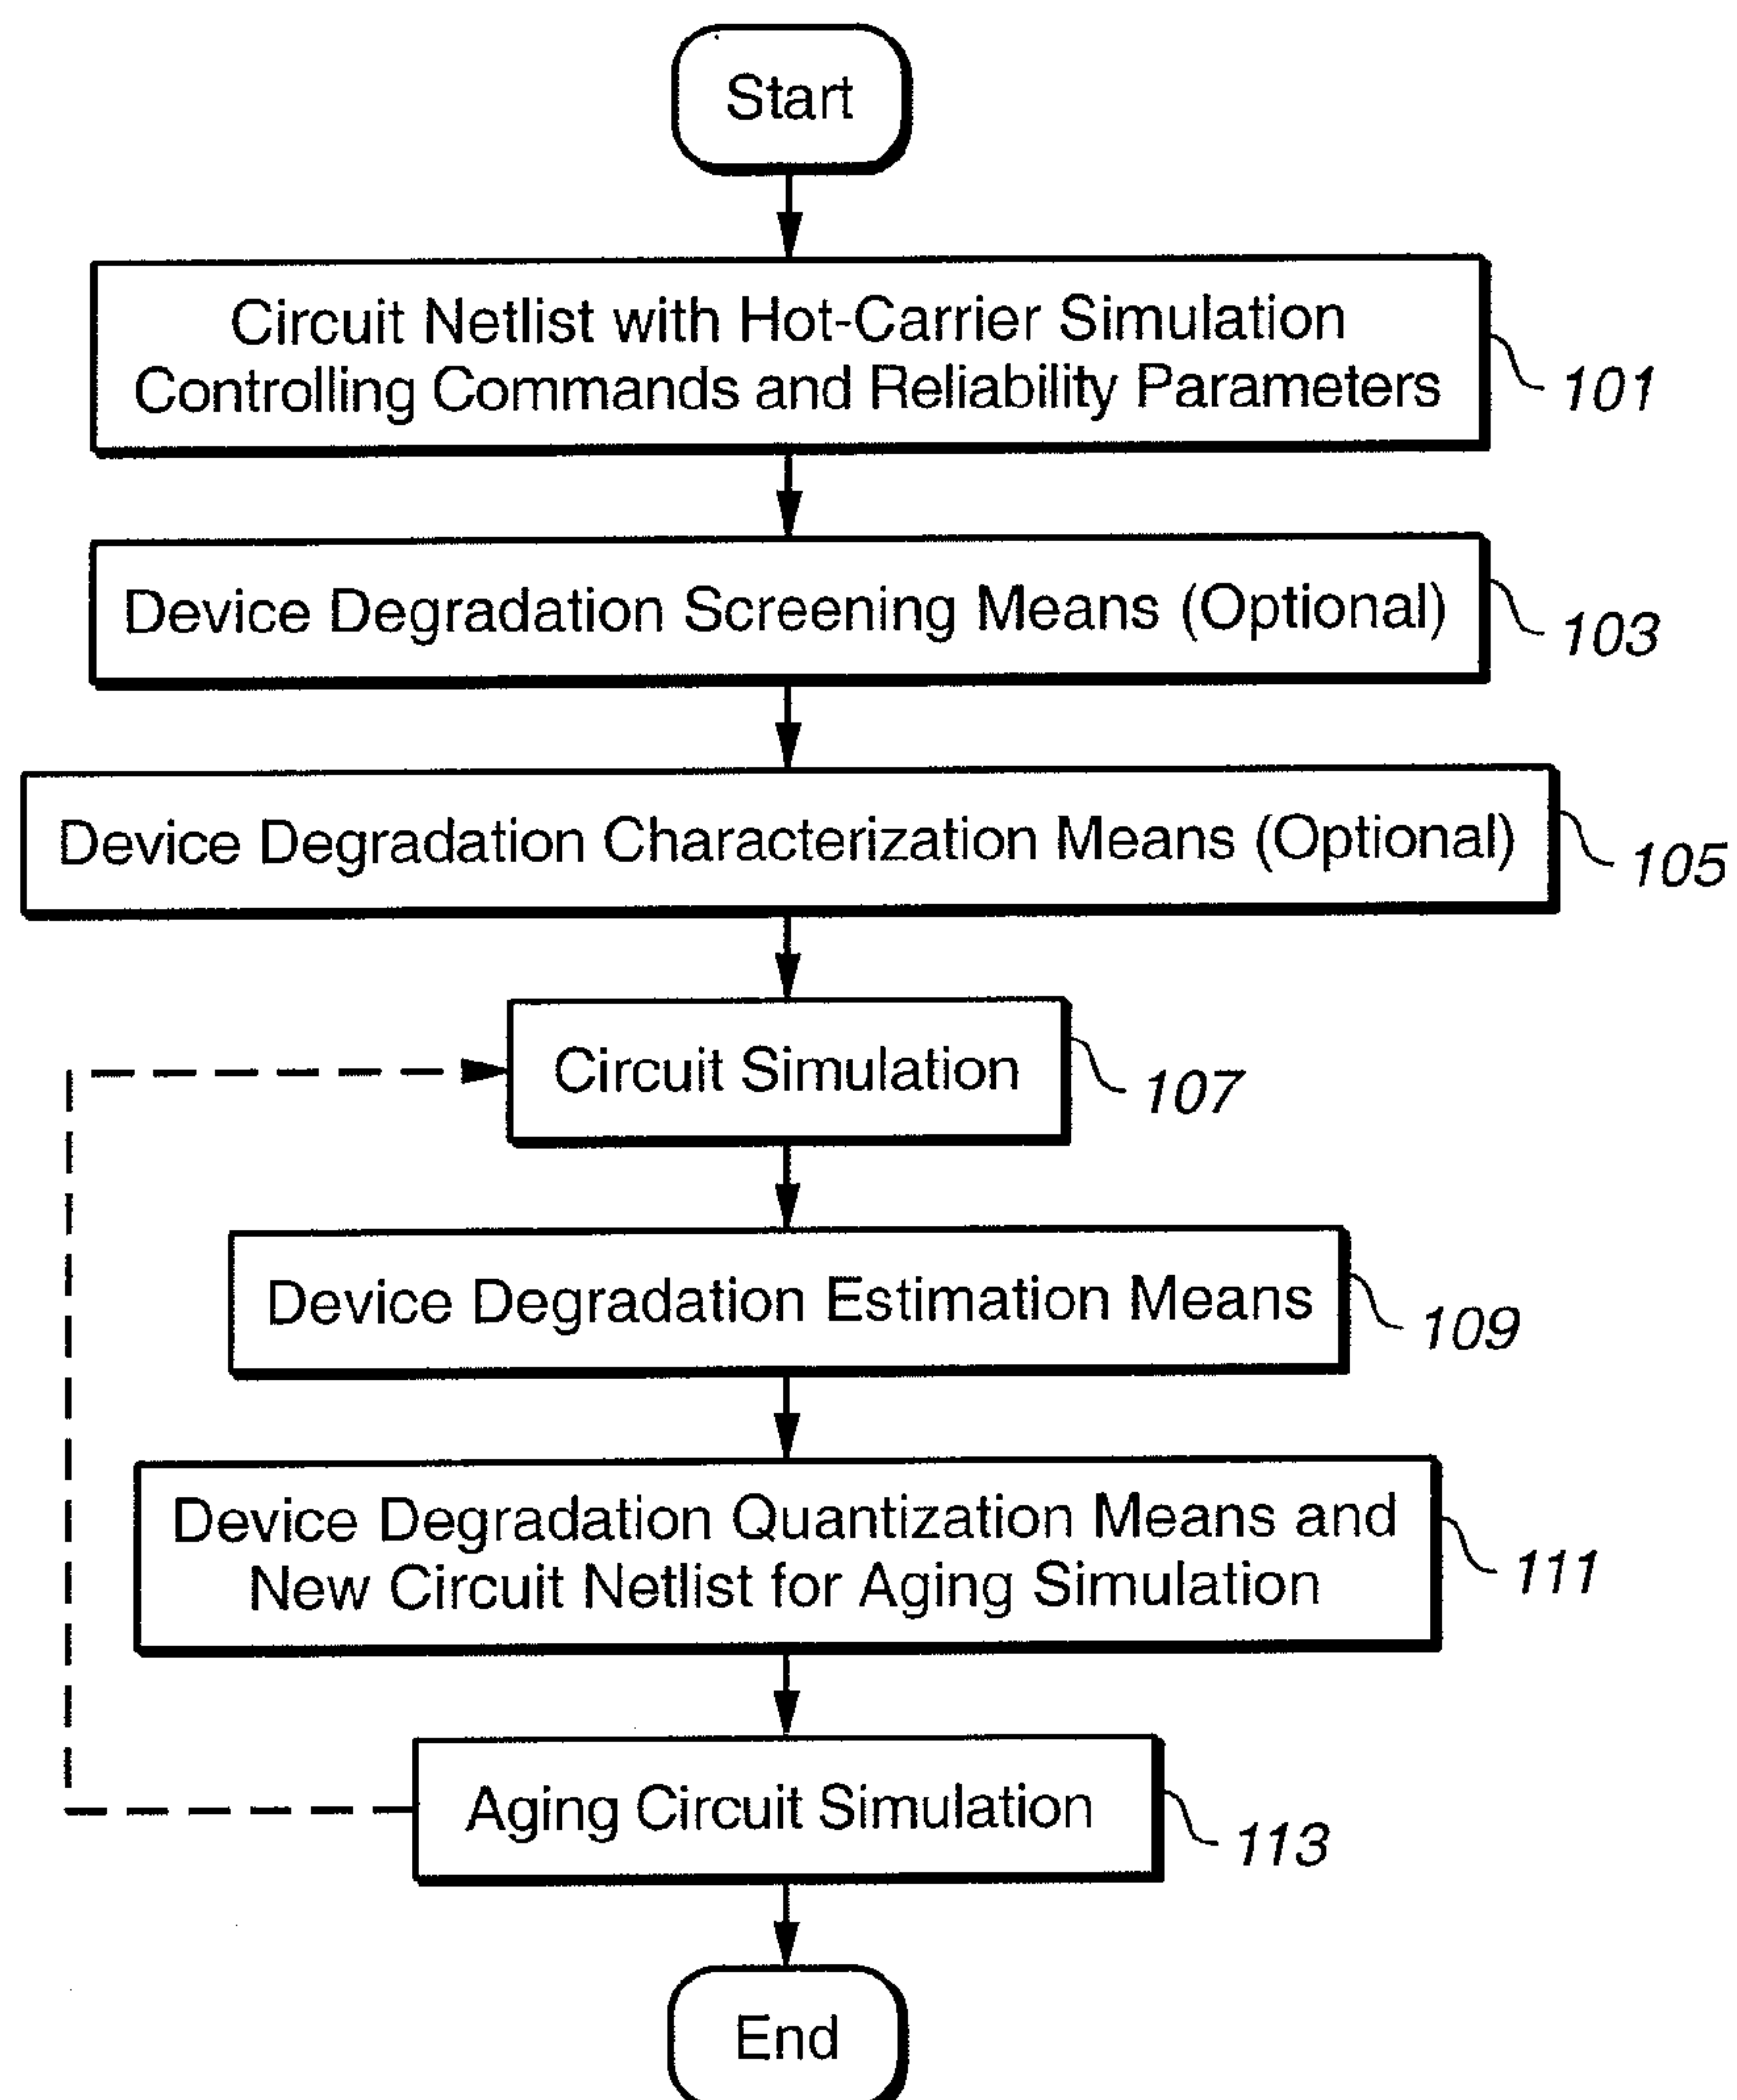 Start
Circuit Netlist with Hot-Carrier Simulation
Controlling Commands and Reliability Parameters
101
Device Degradation Screening Means (Optional)
103
Device Degradation Characterization Means (Optional)
105
Circuit Simulation
107
Device Degradation Estimation Means
109
Device Degradation Quantization Means and
New Circuit Netlist for Aging Simulation
111
Aging Circuit Simulation
113
End